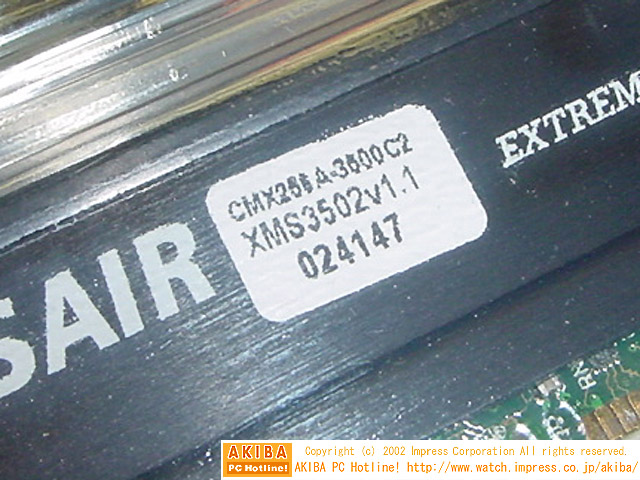 CMX256A-3500C2
XMS3502v1.1
024147
EXTREM
SAIR
AKIBA
PC Hotline!
Copyright (c) 2002 Impress Corporation All rights reserved.
AKIBA PC Hotline! http://www.watch.impress.co.jp/akiba/